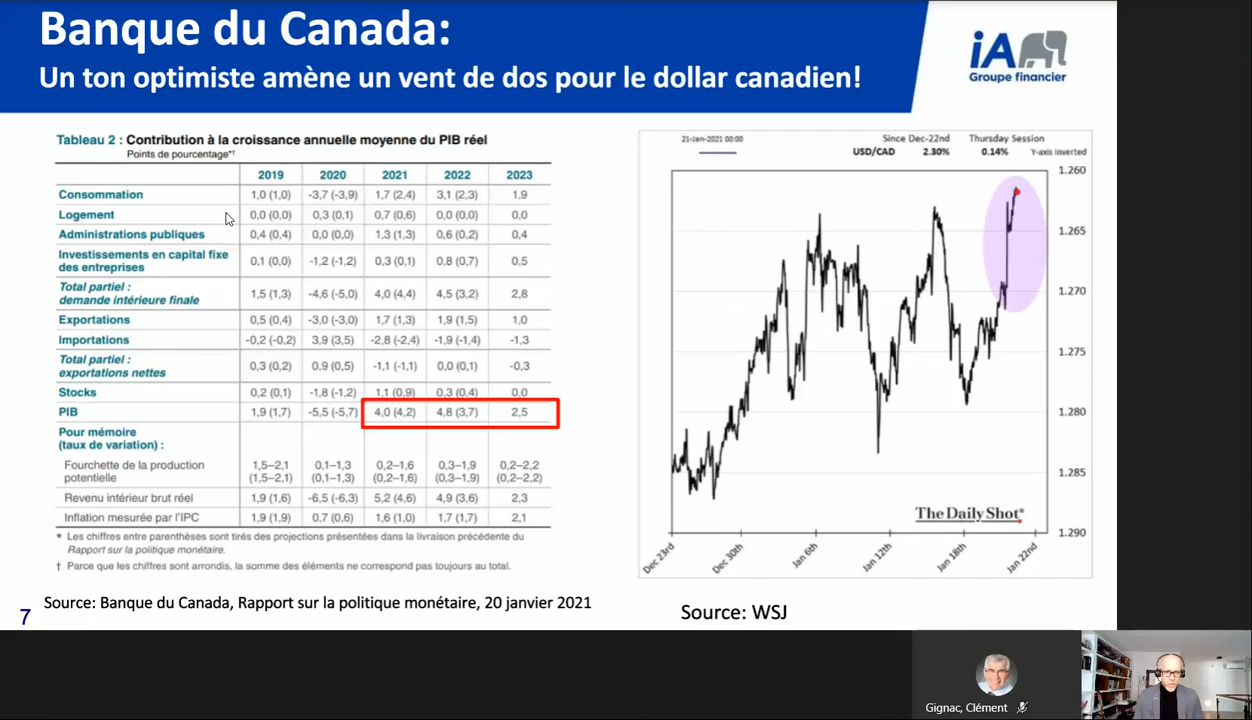 Banque du Canada:
Un ton optimiste amène un vent de dos pour le dollar canadien!
iA
Groupe financier
Tableau 2 : Contribution à la croissance annuelle moyenne du PIB réel
Points de pourcentage*†
2019 2020 2021 2022 2023
Consommation 1,0 (1,0) -3,7 (-3,9) 1,7 (2,4) 3,1 (2,3) 1,9
Logement 0,0 (0,0) 0,3 (0,1) 0,7 (0,6) 0,0 (0,0) 0,0
Administrations publiques 0,4 (0,4) 0,0 (0,0) 1,3 (1,3) 0,6 (0,2) 0,4
Investissements en capital fixe
des entreprises 0,1 (0,0) -1,2 (-1,2) 0,3 (0,1) 0,8 (0,7) 0,5
Total partiel :
demande intérieure finale 1,5 (1,3) -4,6 (-5,0) 4,0 (4,4) 4,5 (3,2) 2,8
Exportations 0,5 (0,4) -3,0 (-3,0) 1,7 (1,3) 1,9 (1,5) 1,0
Importations -0,2 (-0,2) 3,9 (3,5) -2,8 (-2,4) -1,9 (-1,4) -1,3
Total partiel :
exportations nettes 0,3 (0,2) 0,9 (0,5) -1,1 (-1,1) 0,0 (0,1) -0,3
Stocks 0,2 (0,1) -1,8 (-1,2) 1,1 (0,9) 0,3 (0,4) 0,0
PIB 1,9 (1,7) -5,5 (-5,7) 4,0 (4,2) 4,8 (3,7) 2,5
Pour mémoire
(taux de variation) :
Fourchette de la production 1,5–2,1 0,1–1,3 0,2–1,6 0,3–1,9 0,2–2,2
potentielle (1,5–2,1) (0,1–1,3) (0,2–1,6) (0,3–1,9) (0,2–2,2)
Revenu intérieur brut réel 1,9 (1,6) -6,5 (-6,3) 5,2 (4,6) 4,9 (3,6) 2,3
Inflation mesurée par l'IPC 1,9 (1,9) 0,7 (0,6) 1,6 (1,0) 1,7 (1,7) 2,1
* Les chiffres entre parenthèses sont tirés des projections présentées dans la livraison précédente du
Rapport sur la politique monétaire.
† Parce que les chiffres sont arrondis, la somme des éléments ne correspond pas toujours au total.
Source: Banque du Canada, Rapport sur la politique monétaire, 20 janvier 2021
7
21-Jan-2021 00:00 Since Dec-22nd Thursday Session
USD/CAD 2.30% 0.14% Y-axis Inverted
1.260
1.265
1.270
1.275
1.280
1.285
1.290
The Daily Shot*
Dec 23rd Dec 30th Jan 6th Jan 12th Jan 18th Jan 22nd
Source: WSJ
Gignac, Clément